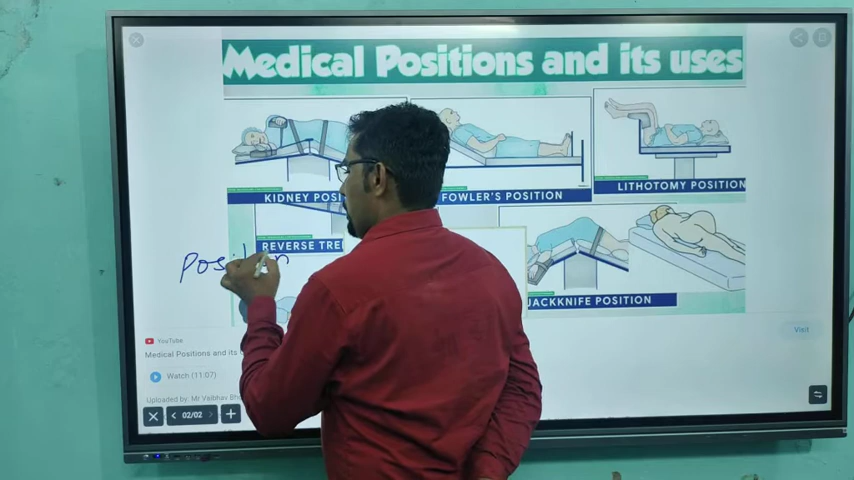 Medical Positions and its uses
KIDNEY POSI
FOWLER'S POSITION
LITHOTOMY POSITION
REVERSE TRE
JACKKNIFE POSITION
YouTube
Medical Positions and its
Watch (11:07)
Visit
Uploaded by: Mr Vaibhav Bh
02/02